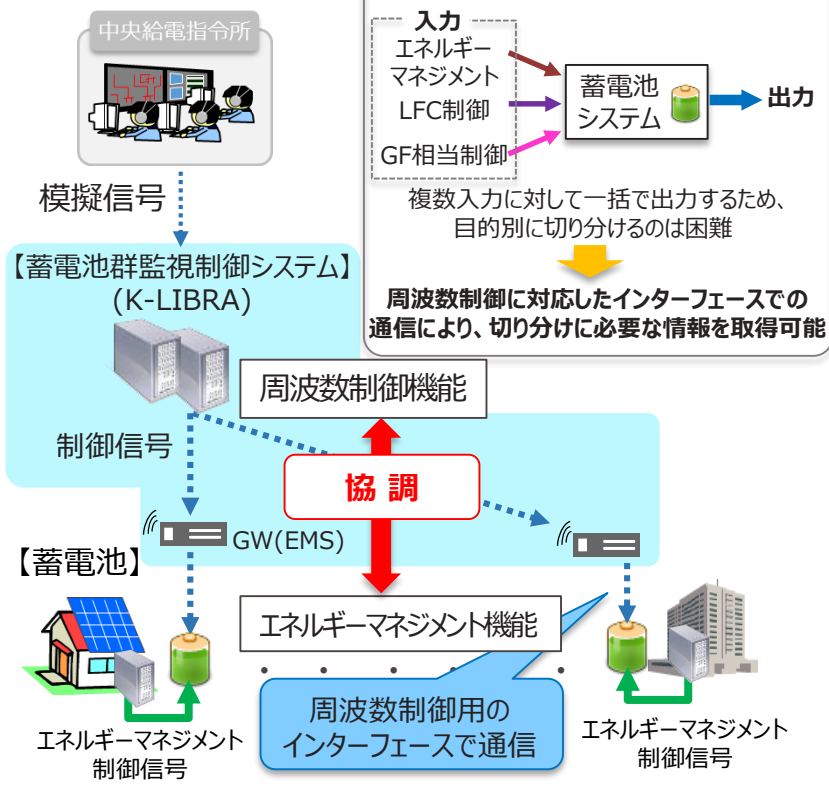 中央給電指令所
模擬信号
【蓄電池群監視制御システム】
(K-LIBRA)
周波数制御機能
制御信号
協 調
GW(EMS)
【蓄電池】
エネルギーマネジメント機能
・・・・・・
周波数制御用の
インターフェースで通信
エネルギーマネジメント
制御信号
エネルギーマネジメント
制御信号
入力
エネルギー
マネジメント
LFC制御
GF相当制御
蓄電池
システム
出力
複数入力に対して一括で出力するため、
目的別に切り分けるのは困難
周波数制御に対応したインターフェースでの
通信により、切り分けに必要な情報を取得可能